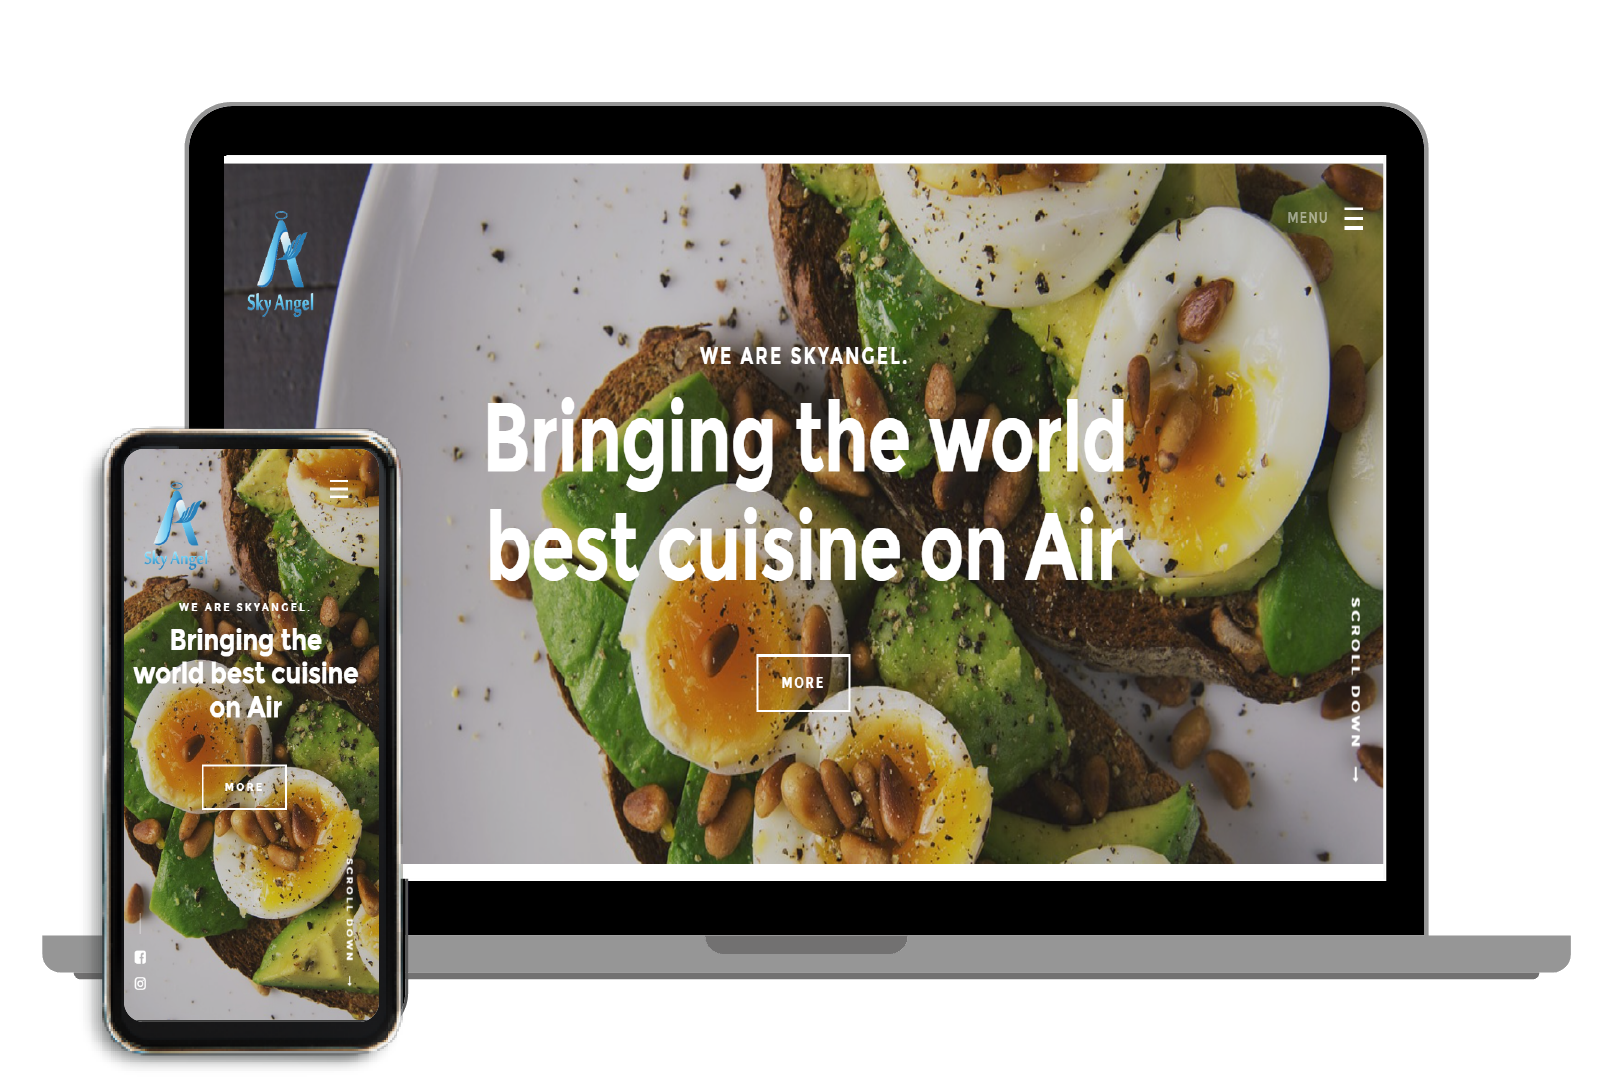 Sky Angel
MENU
WE ARE SKYANGEL.
Bringing the world
best cuisine on Air
MORE
SCROLL DOWN
Sky Angel
WE ARE SKYANGEL.
Bringing the
world best cuisine
on Air
MORE
SCROLL DOWN